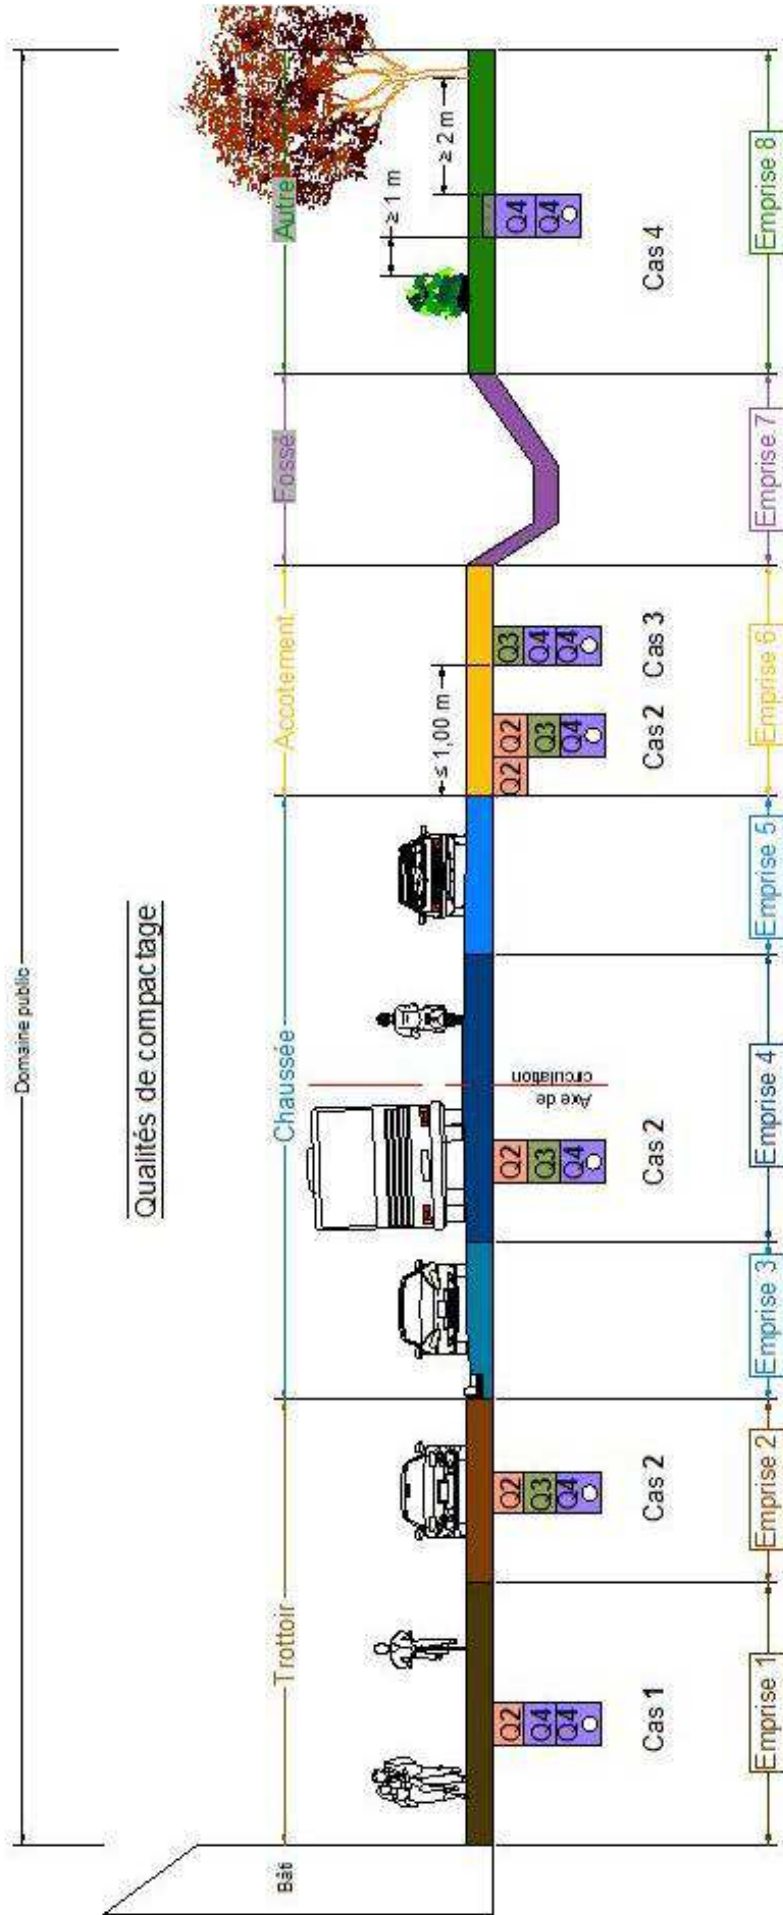 Domaine public
Qualités de compactage
Bâti
Trottoir
Chaussée
Accotement
Fossé
Autre
≤ 1,00 m
≥ 1 m
≥ 2 m
Axe de
circulation
Q2
Q4
Q4
Q2
Q3
Q4
Q2
Q3
Q4
Q2
Q2
Q3
Q4
Q3
Q4
Q4
Q4
Q4
Cas 1
Cas 2
Cas 2
Cas 2
Cas 3
Cas 4
Emprise 1
Emprise 2
Emprise 3
Emprise 4
Emprise 5
Emprise 6
Emprise 7
Emprise 8